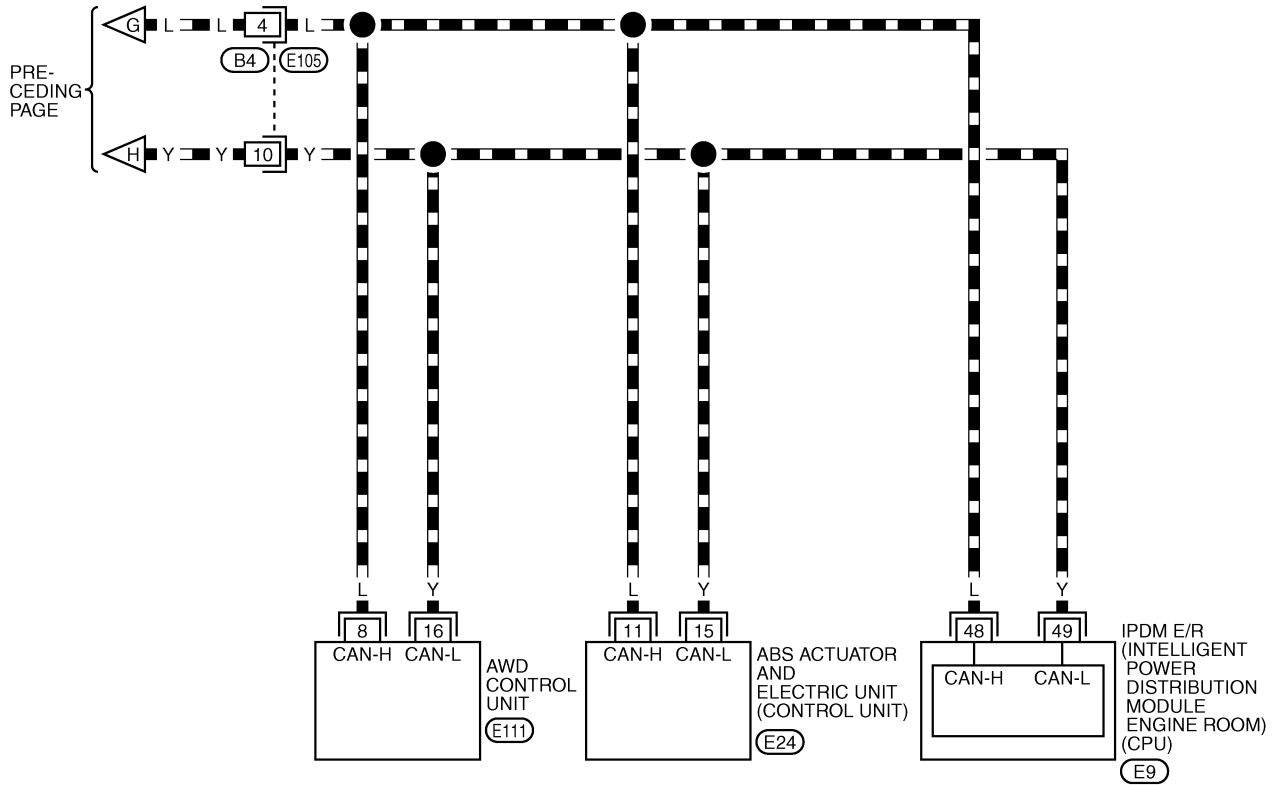 G L L 4 L
B4 E105
PRE-
CEDING
PAGE
H Y Y 10 Y
L Y L Y L Y
8 16 11 15 48 49
CAN-H CAN-L
AWD
CONTROL
UNIT
E111
CAN-H CAN-L
ABS ACTUATOR
AND
ELECTRIC UNIT
(CONTROL UNIT)
E24
CAN-H CAN-L
IPDM E/R
(INTELLIGENT
POWER
DISTRIBUTION
MODULE
ENGINE ROOM)
(CPU)
E9